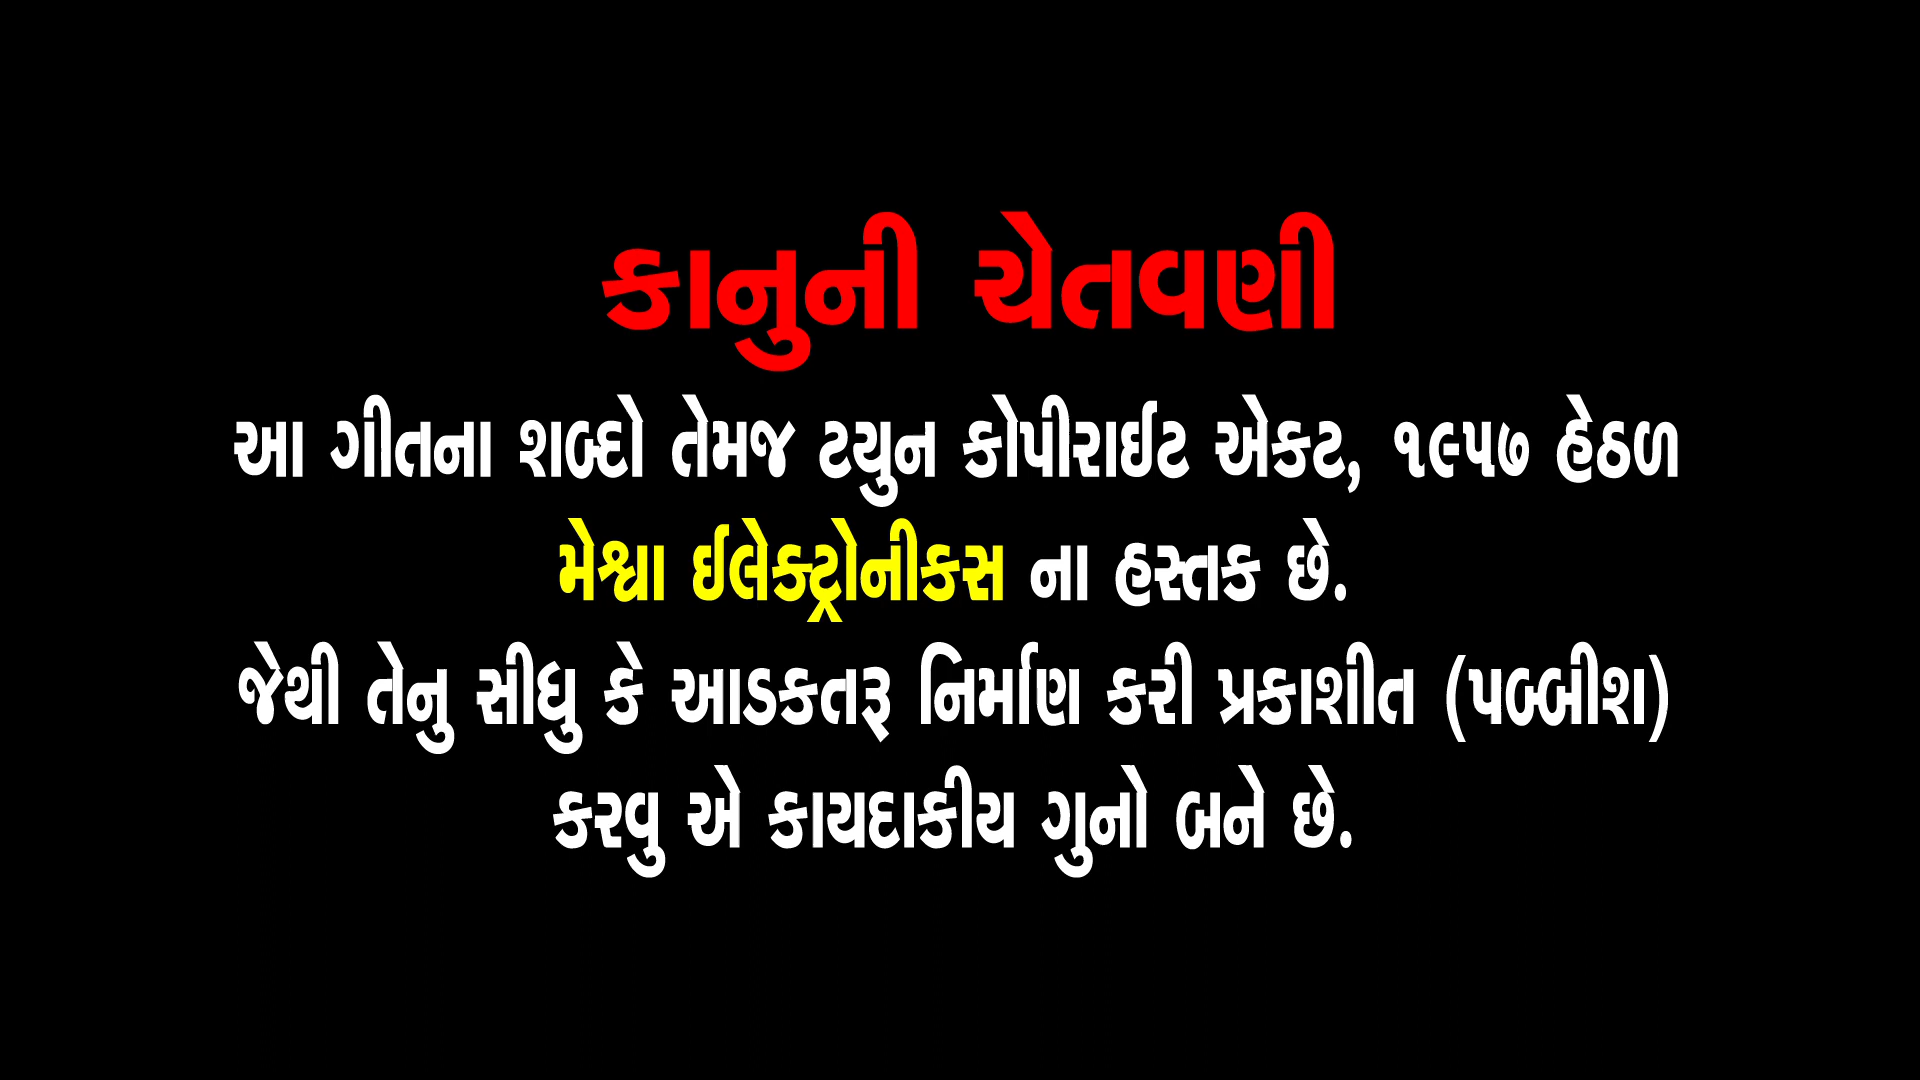 કાનુની ચેતવણી
આ ગીતના શબ્દો તેમજ ટયુન કોપીરાઈટ એકટ, ૧૯૫૭ હેઠળ
મેશ્વા ઈલેક્ટ્રોનીકસ ના હસ્તક છે.
જેથી તેનુ સીધુ કે આડકતરૂ નિર્માણ કરી પ્રકાશીત (પબ્બીશ)
કરવુ એ કાયદાકીય ગુનો બને છે.